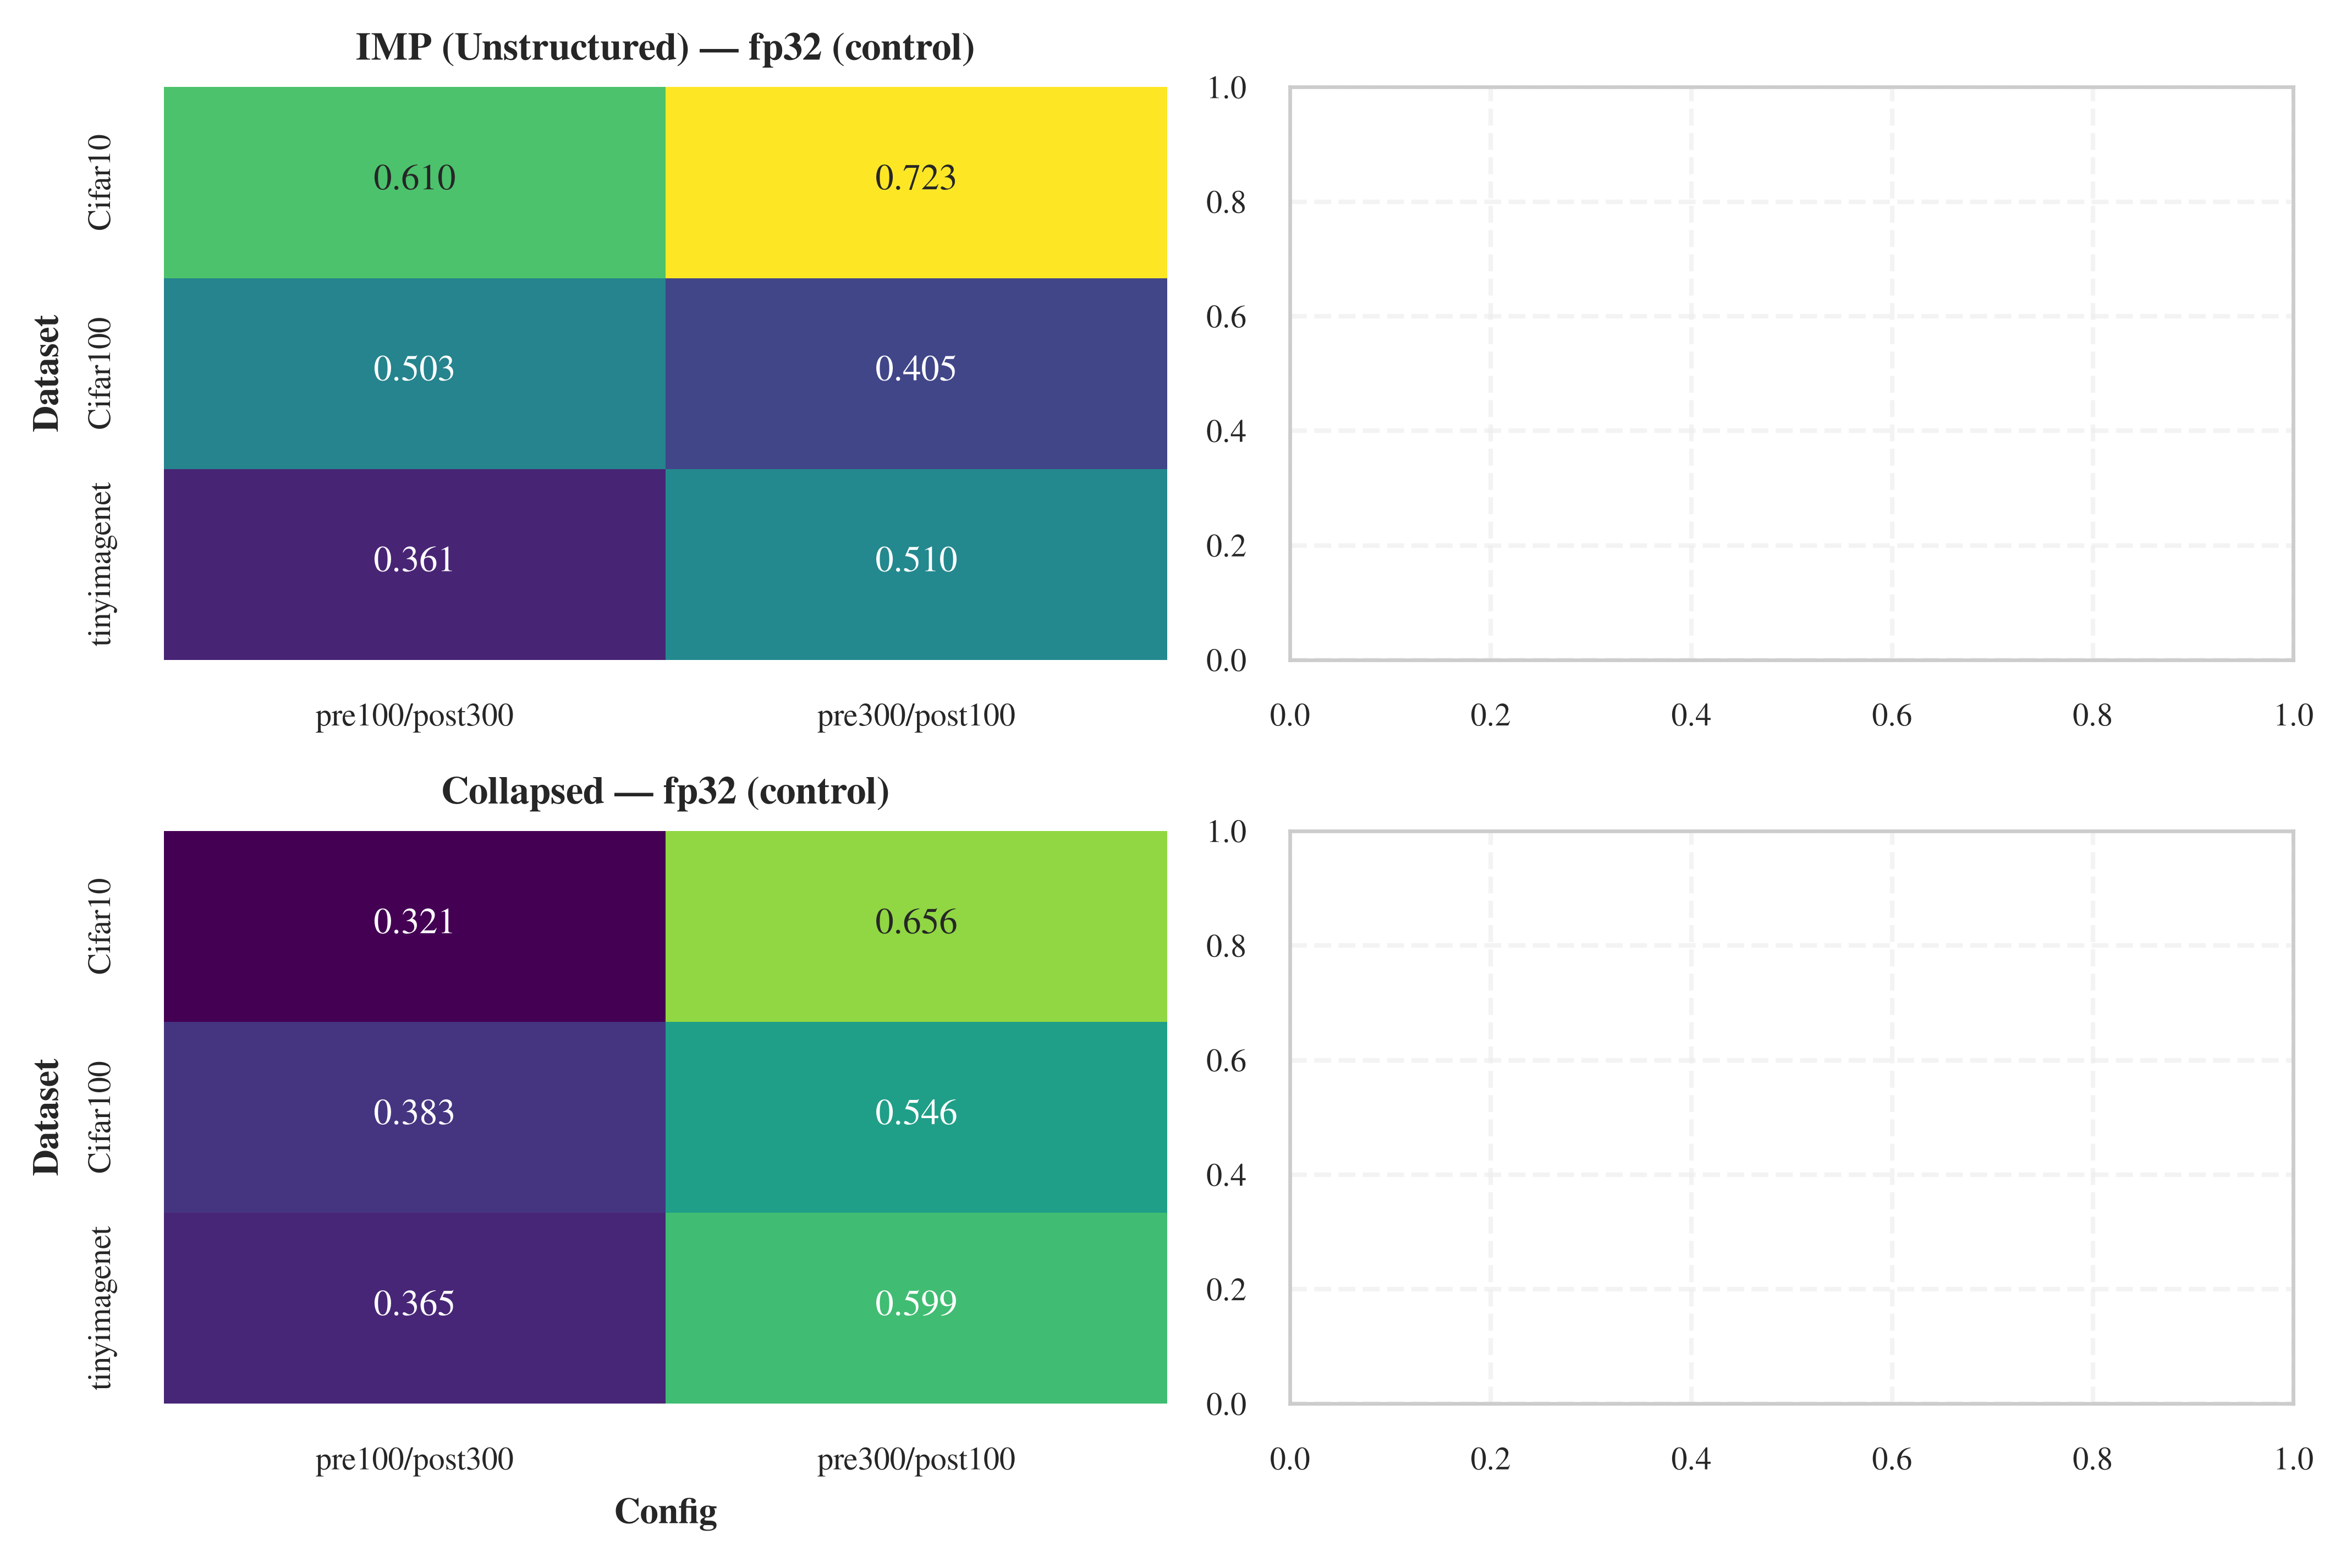 IMP (Unstructured) — fp32 (control)
Dataset
Cifar10
0.610
0.723
Cifar100
0.503
0.405
tinyimagenet
0.361
0.510
pre100/post300
pre300/post100
1.0
0.8
0.6
0.4
0.2
0.0
0.0
0.2
0.4
0.6
0.8
1.0
Collapsed — fp32 (control)
Dataset
Cifar10
0.321
0.656
Cifar100
0.383
0.546
tinyimagenet
0.365
0.599
pre100/post300
pre300/post100
Config
1.0
0.8
0.6
0.4
0.2
0.0
0.0
0.2
0.4
0.6
0.8
1.0